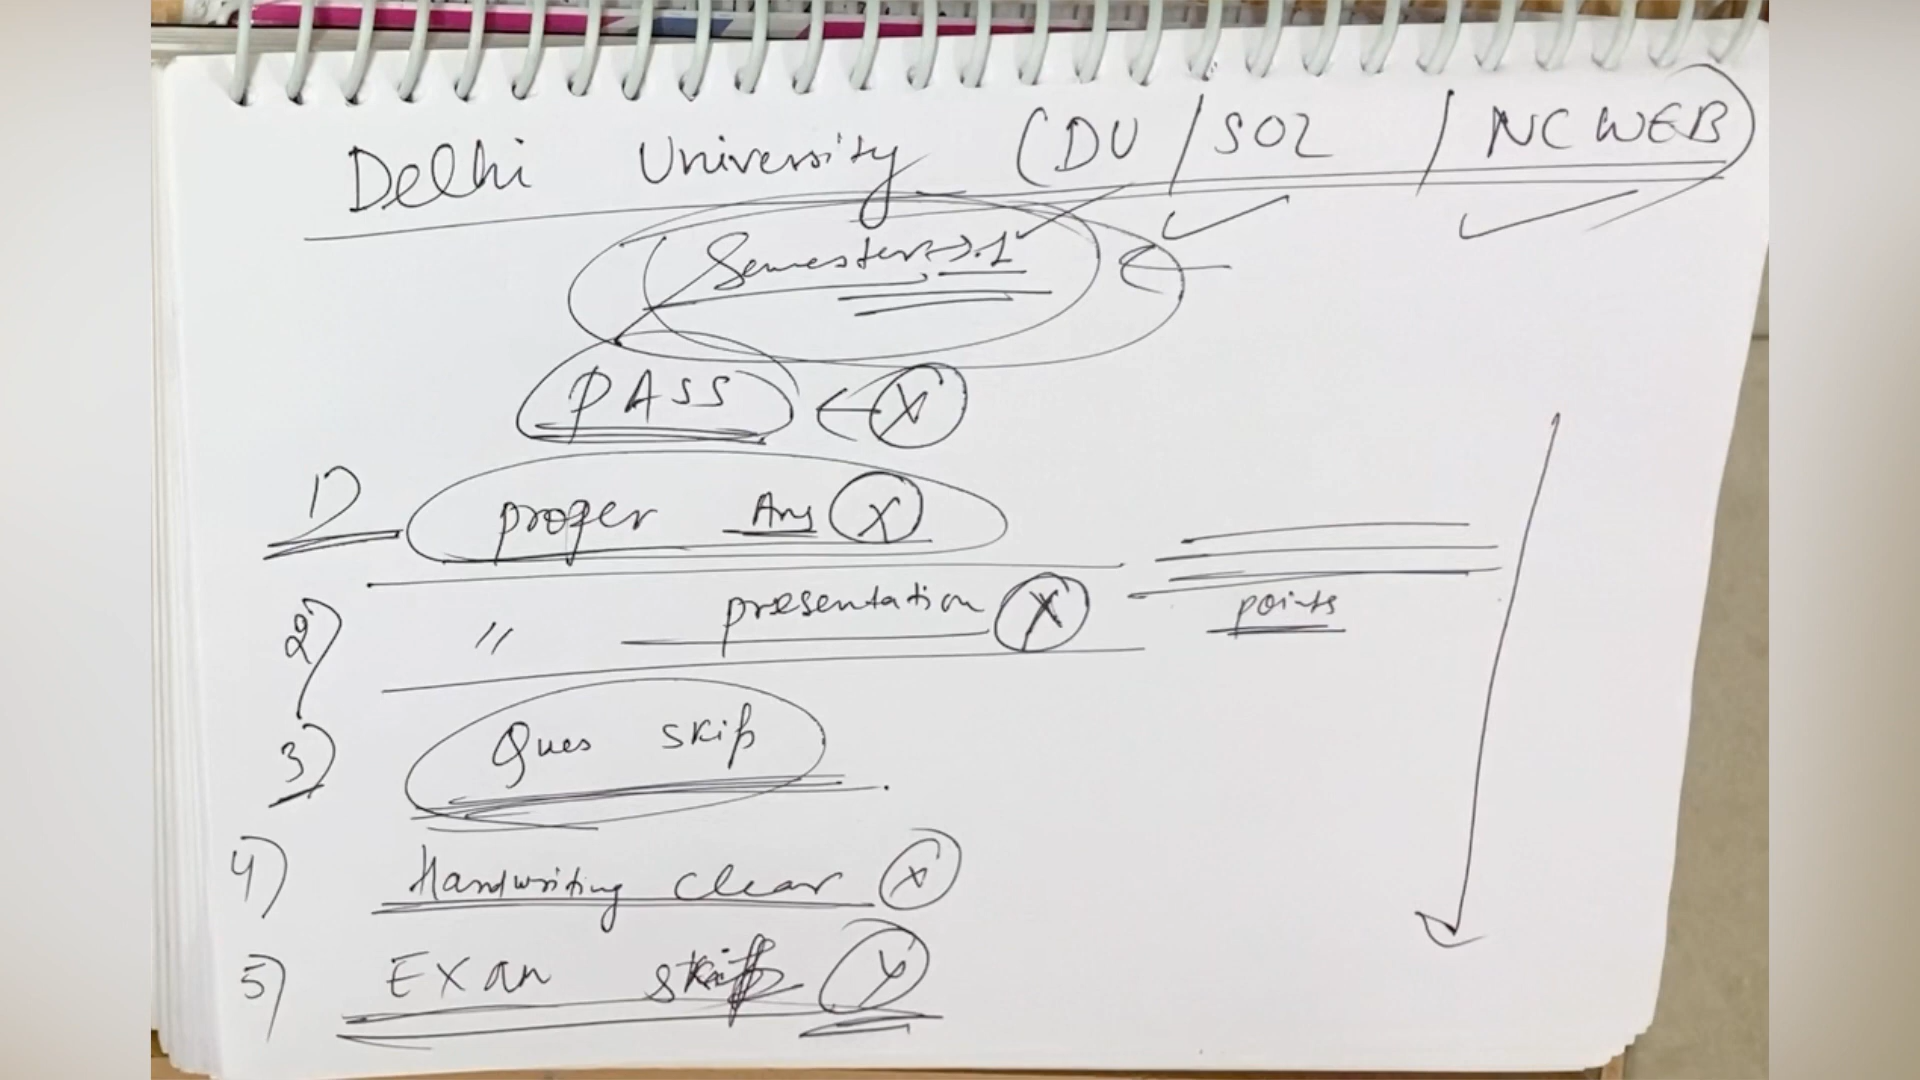 Delhi University (DU / SOL / NCWEB)
Semester → 1
PASS ← X
1) proper Ans X
2) " presentation X
points
3) Ques skip
4) Handwriting clear X
5) Exam skip X